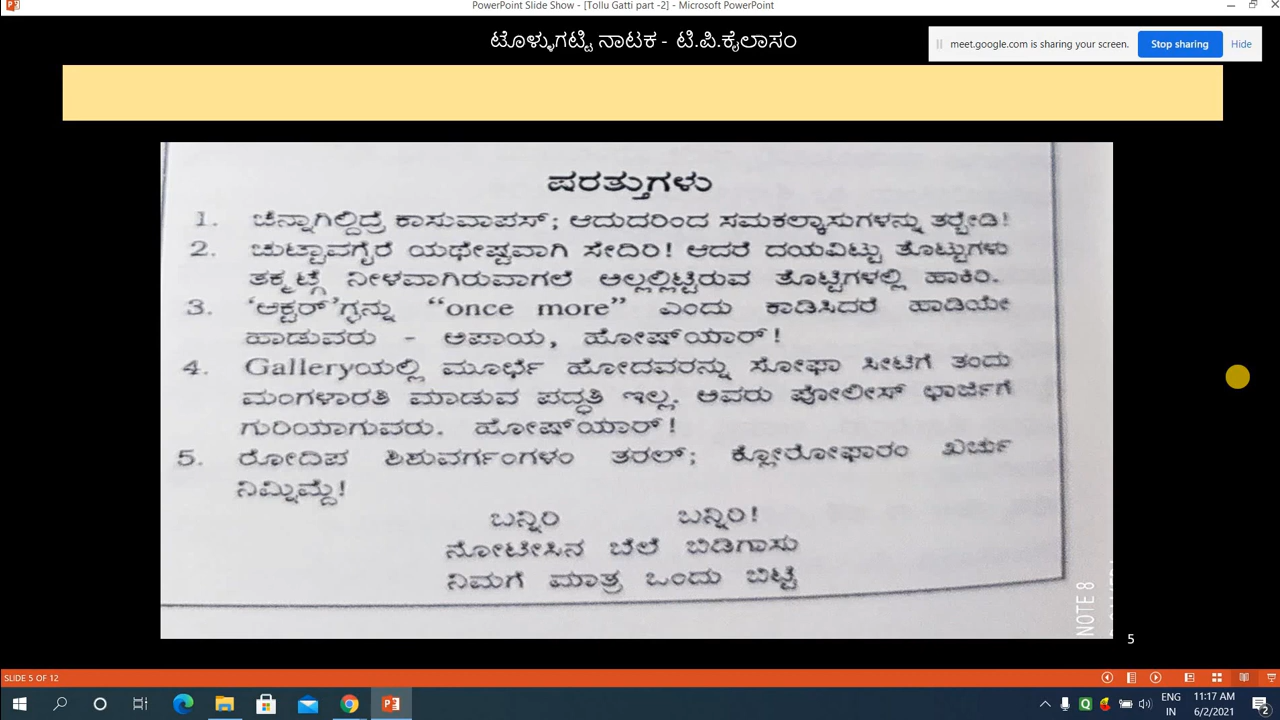 PowerPoint Slide Show - [Tollu Gatti part -2] - Microsoft PowerPoint
ಟೊಳ್ಳುಗಟ್ಟಿ ನಾಟಕ - ಟಿ.ಪಿ.ಕೈಲಾಸಂ
meet.google.com is sharing your screen.
Stop sharing
Hide
ಷರತ್ತುಗಳು
1. ಚೆನ್ನಾಗಿಲ್ದಿದ್ರೆ ಕಾಸುವಾಪಸ್; ಆದುದರಿಂದ ಸಮಕಲ್ಕಾಸುಗಳನ್ನು ತರ್ಬೇಡಿ!
2. ಚುಟ್ಟಾವಗೈರೆ ಯಥೇಷ್ಟವಾಗಿ ಸೇದಿರಿ! ಆದರೆ ದಯವಿಟ್ಟು ತೊಟ್ಟುಗಳು
ತಕ್ಮಟ್ಗೆ ನೀಳವಾಗಿರುವಾಗಲೆ ಅಲ್ಲಲ್ಲಿಟ್ಟಿರುವ ತೊಟ್ಟಿಗಳಲ್ಲಿ ಹಾಕಿರಿ.
3. ‘ಆಕ್ಟರ್’ಗ್ಳನ್ನು “once more” ಎಂದು ಕಾಡಿಸಿದರೆ ಹಾಡಿಯೇ
ಹಾಡುವರು - ಅಪಾಯ, ಹೋಷ್‌ಯಾರ್!
4. Galleryಯಲ್ಲಿ ಮೂರ್ಛೆ ಹೋದವರನ್ನು ಸೋಫಾ ಸೀಟಿಗೆ ತಂದು
ಮಂಗಳಾರತಿ ಮಾಡುವ ಪದ್ಧತಿ ಇಲ್ಲ. ಅವರು ಪೋಲೀಸ್ ಛಾರ್ಜಿಗೆ
ಗುರಿಯಾಗುವರು. ಹೋಷ್‌ಯಾರ್!
5. ರೋದಿಪ ಶಿಶುವರ್ಗಂಗಳಂ ತರಲ್; ಕ್ಲೋರೋಫಾರಂ ಖರ್ಚು
ನಿಮ್ನಿಮ್ದೆ!
ಬನ್ನಿರಿ ಬನ್ನಿರಿ!
ನೋಟೀಸಿನ ಬೆಲೆ ಬಿಡಿಗಾಸು
ನಿಮಗೆ ಮಾತ್ರ ಒಂದು ಬಿಟ್ಟಿ
NOTE 8
5
SLIDE 5 OF 12
ENG
IN
11:17 AM
6/2/2021
2